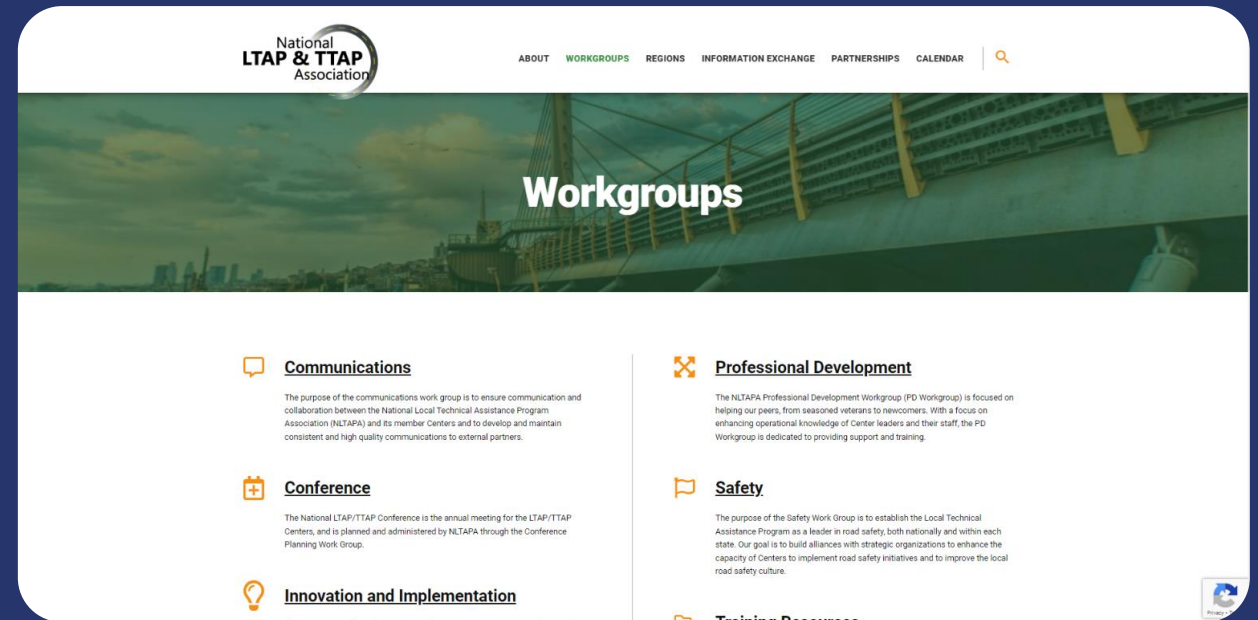 National
LTAP & TTAP
Association
ABOUT WORKGROUPS REGIONS INFORMATION EXCHANGE PARTNERSHIPS CALENDAR
Workgroups
Communications
The purpose of the communications work group is to ensure communication and
collaboration between the National Local Technical Assistance Program
Association (NLTAPA) and its member Centers and to develop and maintain
consistent and high quality communications to external partners.
Conference
The National LTAP/TTAP Conference is the annual meeting for the LTAP/TTAP
Centers, and is planned and administered by NLTAPA through the Conference
Planning Work Group.
Innovation and Implementation
Professional Development
The NLTAPA Professional Development Workgroup (PD Workgroup) is focused on
helping our peers, from seasoned veterans to newcomers. With a focus on
enhancing operational knowledge of Center leaders and their staff, the PD
Workgroup is dedicated to providing support and training.
Safety
The purpose of the Safety Work Group is to establish the Local Technical
Assistance Program as a leader in road safety, both nationally and within each
state. Our goal is to build alliances with strategic organizations to enhance the
capacity of Centers to implement road safety initiatives and to improve the local
road safety culture.
Training Resources
Privacy